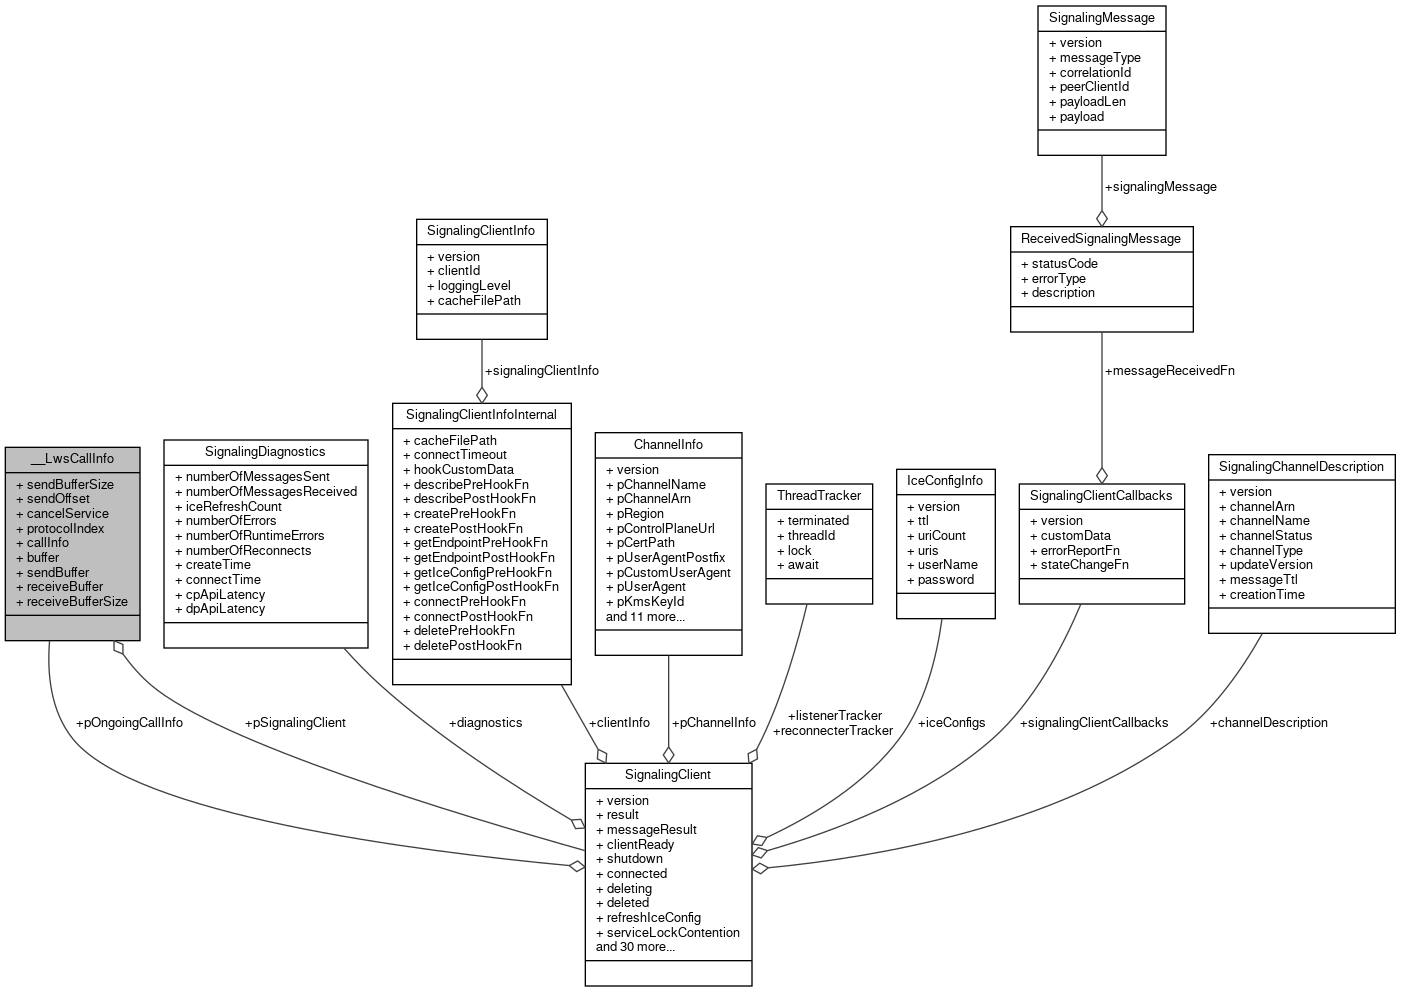 SignalingMessage
+ version
+ messageType
+ correlationId
+ peerClientId
+ payloadLen
+ payload
+signalingMessage
ReceivedSignalingMessage
+ statusCode
+ errorType
+ description
+messageReceivedFn
SignalingClientInfo
+ version
+ clientId
+ loggingLevel
+ cacheFilePath
+signalingClientInfo
__LwsCallInfo
+ sendBufferSize
+ sendOffset
+ cancelService
+ protocolIndex
+ callInfo
+ buffer
+ sendBuffer
+ receiveBuffer
+ receiveBufferSize
SignalingDiagnostics
+ numberOfMessagesSent
+ numberOfMessagesReceived
+ iceRefreshCount
+ numberOfErrors
+ numberOfRuntimeErrors
+ numberOfReconnects
+ createTime
+ connectTime
+ cpApiLatency
+ dpApiLatency
SignalingClientInfoInternal
+ cacheFilePath
+ connectTimeout
+ hookCustomData
+ describePreHookFn
+ describePostHookFn
+ createPreHookFn
+ createPostHookFn
+ getEndpointPreHookFn
+ getEndpointPostHookFn
+ getIceConfigPreHookFn
+ getIceConfigPostHookFn
+ connectPreHookFn
+ connectPostHookFn
+ deletePreHookFn
+ deletePostHookFn
ChannelInfo
+ version
+ pChannelName
+ pChannelArn
+ pRegion
+ pControlPlaneUrl
+ pCertPath
+ pUserAgentPostfix
+ pCustomUserAgent
+ pUserAgent
+ pKmsKeyId
and 11 more...
ThreadTracker
+ terminated
+ threadId
+ lock
+ await
IceConfigInfo
+ version
+ ttl
+ uriCount
+ uris
+ userName
+ password
SignalingClientCallbacks
+ version
+ customData
+ errorReportFn
+ stateChangeFn
SignalingChannelDescription
+ version
+ channelArn
+ channelName
+ channelStatus
+ channelType
+ updateVersion
+ messageTtl
+ creationTime
+pOngoingCallInfo
+pSignalingClient
+diagnostics
+clientInfo
+pChannelInfo
+listenerTracker
+reconnecterTracker
+iceConfigs
+signalingClientCallbacks
+channelDescription
SignalingClient
+ version
+ result
+ messageResult
+ clientReady
+ shutdown
+ connected
+ deleting
+ deleted
+ refreshIceConfig
+ serviceLockContention
and 30 more...